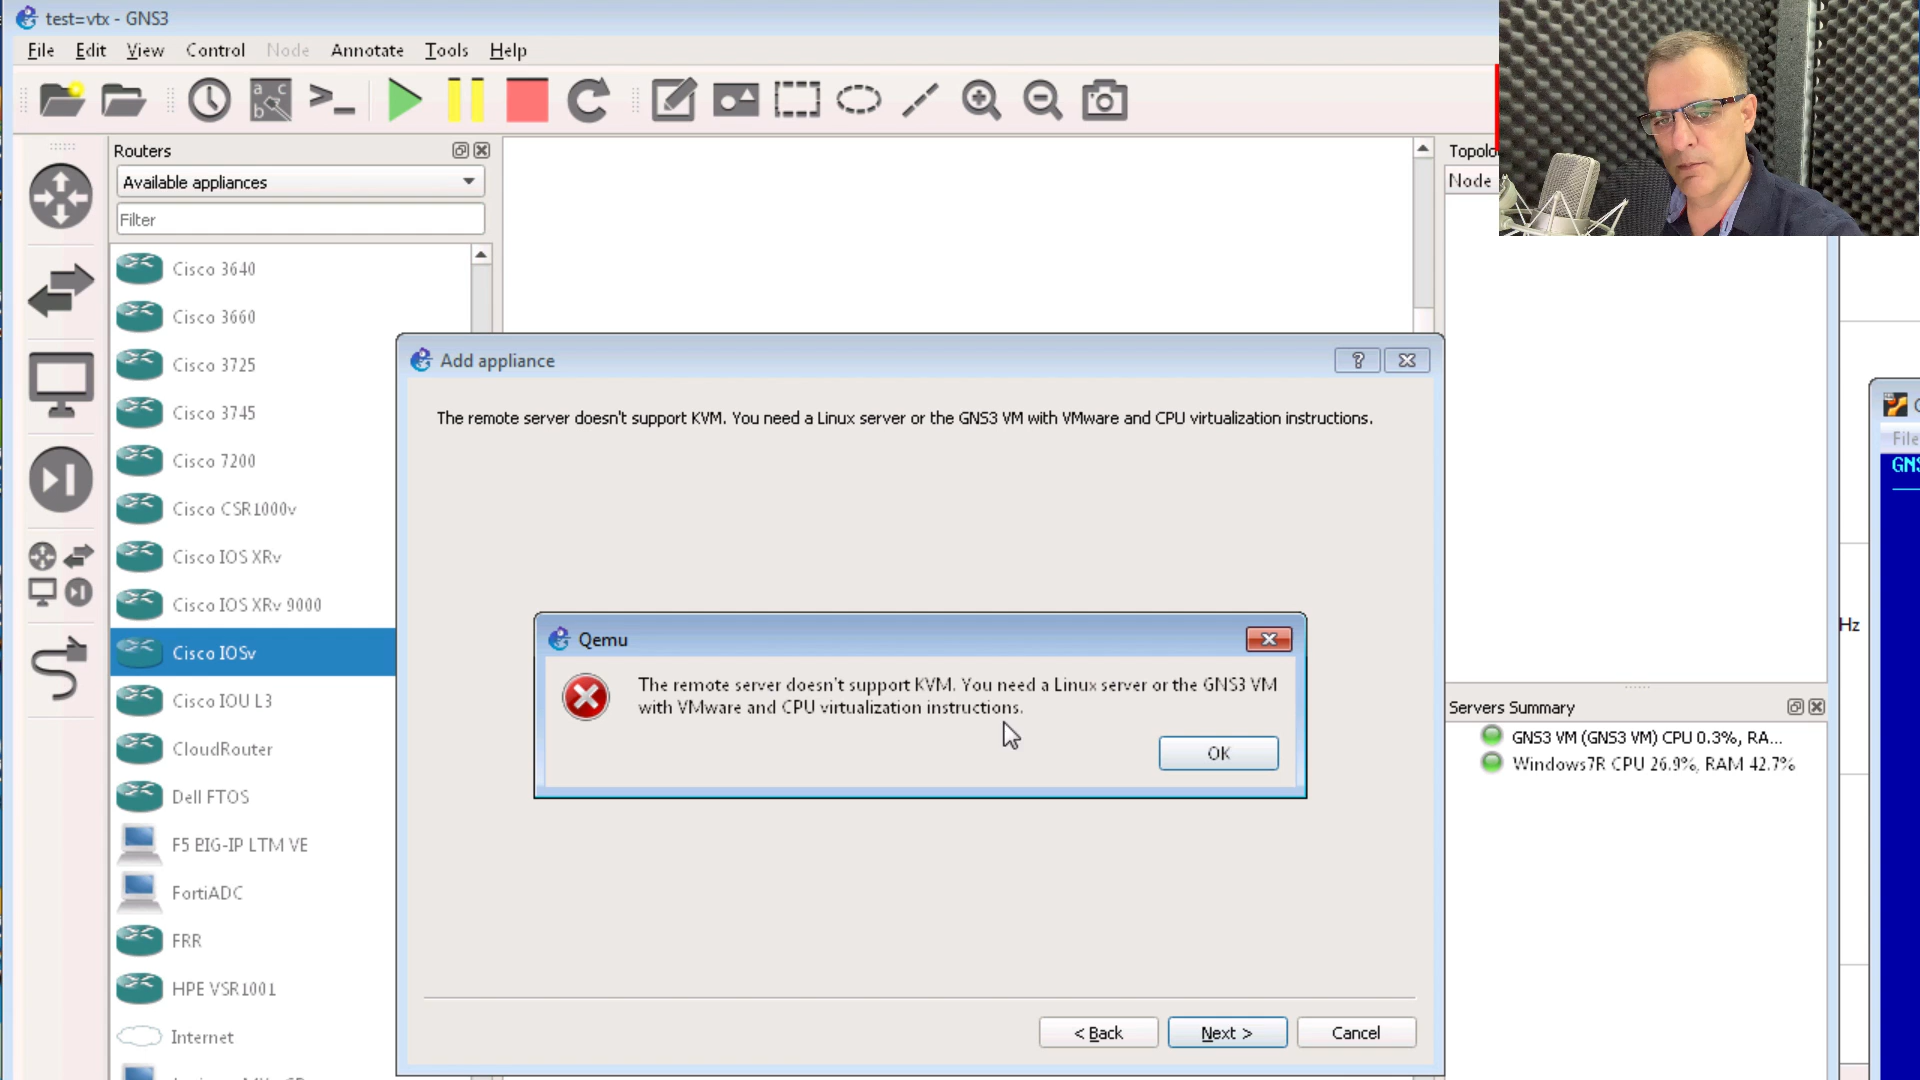 test=vtx - GNS3
File Edit View Control Node Annotate Tools Help
Routers
Available appliances
Filter
Cisco 3640
Cisco 3660
Cisco 3725
Cisco 3745
Cisco 7200
Cisco CSR1000v
Cisco IOS XRv
Cisco IOS XRv 9000
Cisco IOSv
Cisco IOU L3
CloudRouter
Dell FTOS
F5 BIG-IP LTM VE
FortiADC
FRR
HPE VSR1001
Internet
Add appliance
The remote server doesn't support KVM. You need a Linux server or the GNS3 VM with VMware and CPU virtualization instructions.
Qemu
The remote server doesn't support KVM. You need a Linux server or the GNS3 VM
with VMware and CPU virtualization instructions.
OK
< Back Next > Cancel
Topolo
Node
Servers Summary
GNS3 VM (GNS3 VM) CPU 0.3%, RA...
Windows7R CPU 26.9%, RAM 42.7%
Hz
File
GNS